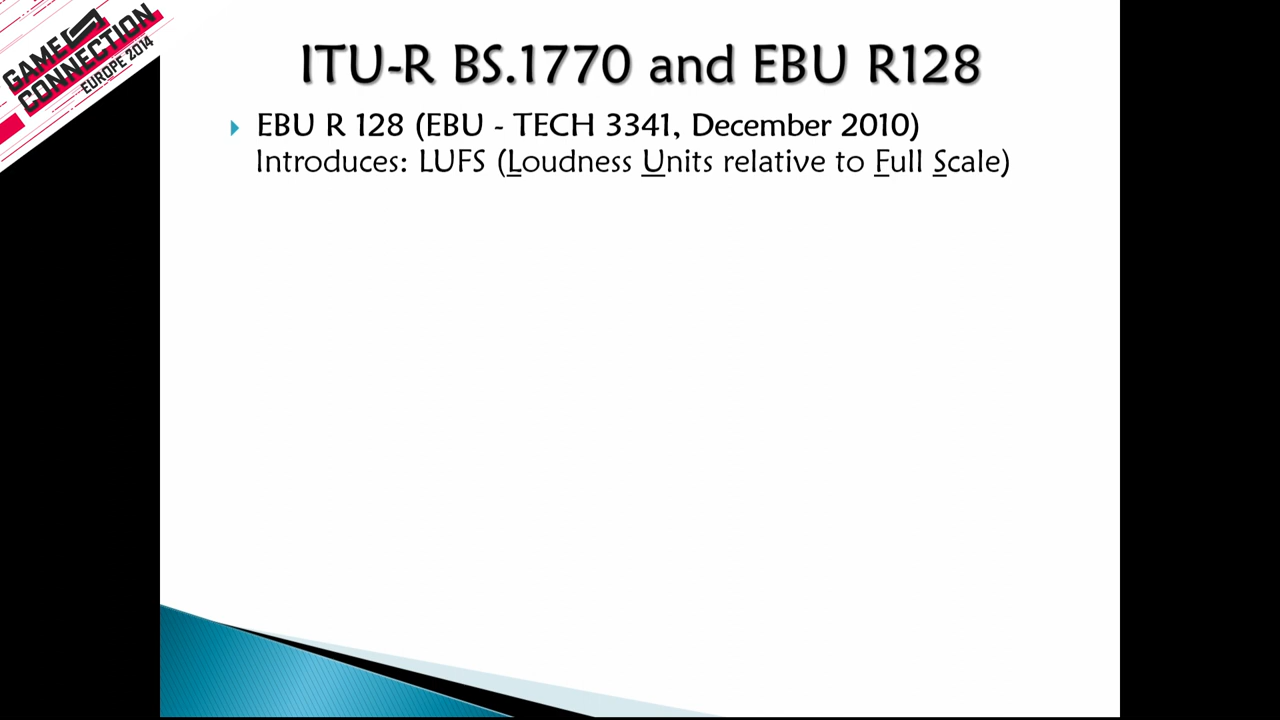 GAME
CONNECTION
EUROPE 2014
ITU-R BS.1770 and EBU R128
EBU R 128 (EBU - TECH 3341, December 2010)
Introduces: LUFS (Loudness Units relative to Full Scale)